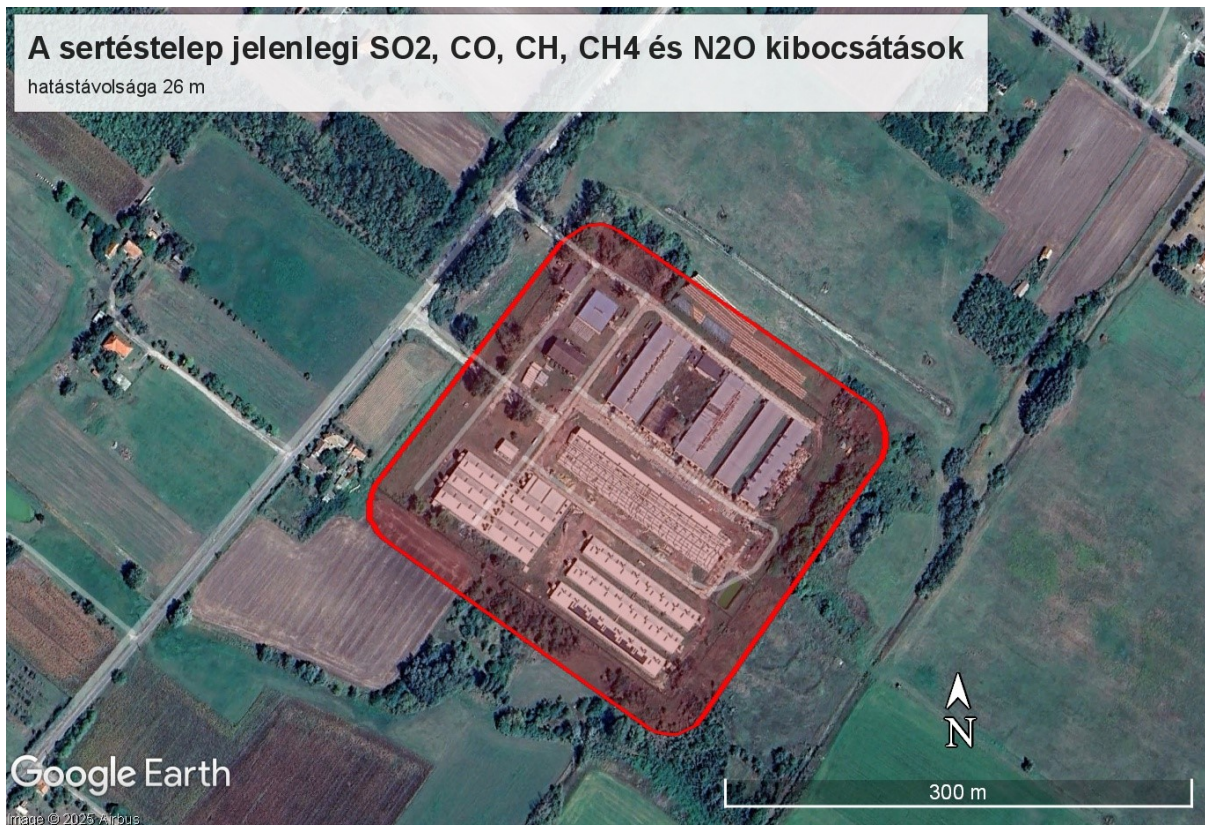 A sertéstelep jelenlegi SO2, CO, CH, CH4 és N2O kibocsátások
hatástávolsága 26 m
N
Google Earth
300 m
Image © 2025 Airbus